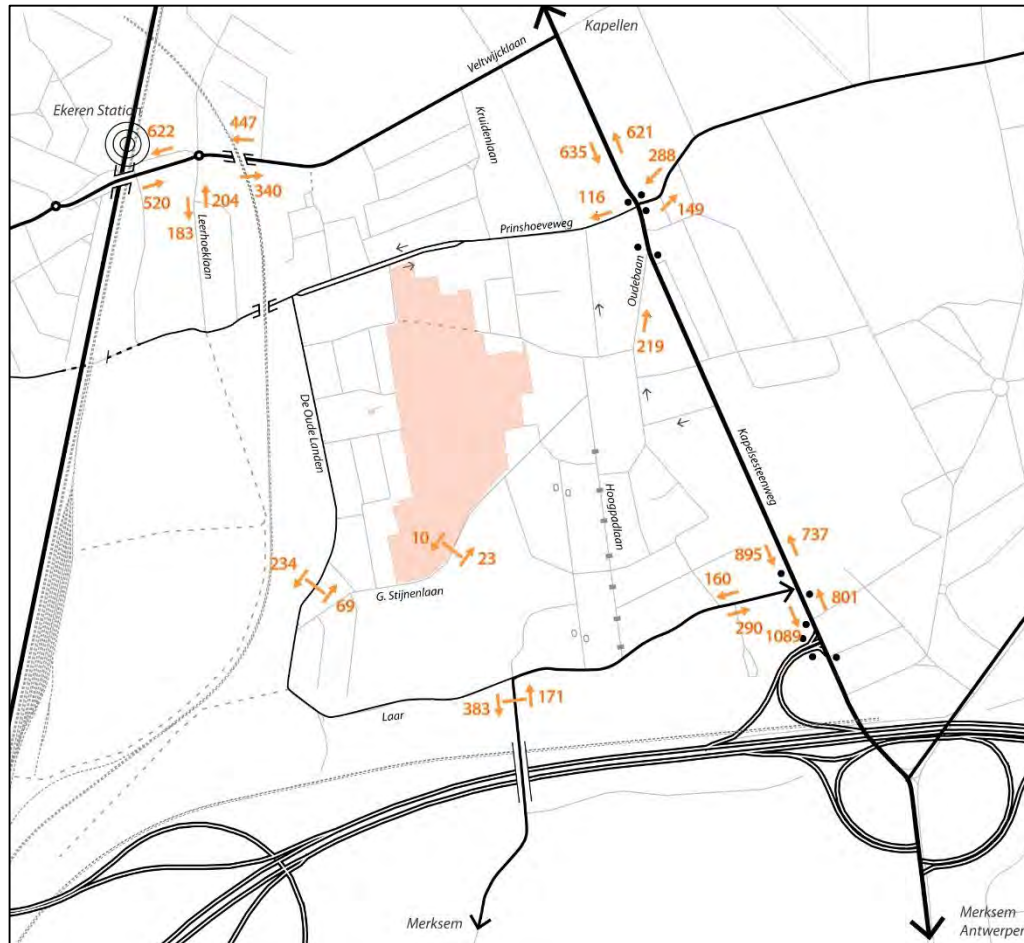 Kapellen
Veltwijcklaan
Ekeren Station
622
447
Kruidenlaan
621
635
288
520
340
116
149
204
183
Leerhoeklaan
Prinshoeveweg
Oudebaan
219
De Oude Landen
Kapelsesteenweg
Hoogpadlaan
10
23
737
895
234
69
G. Stijnenlaan
160
801
290
1089
383
171
Laar
Merksem
Merksem
Antwerpen